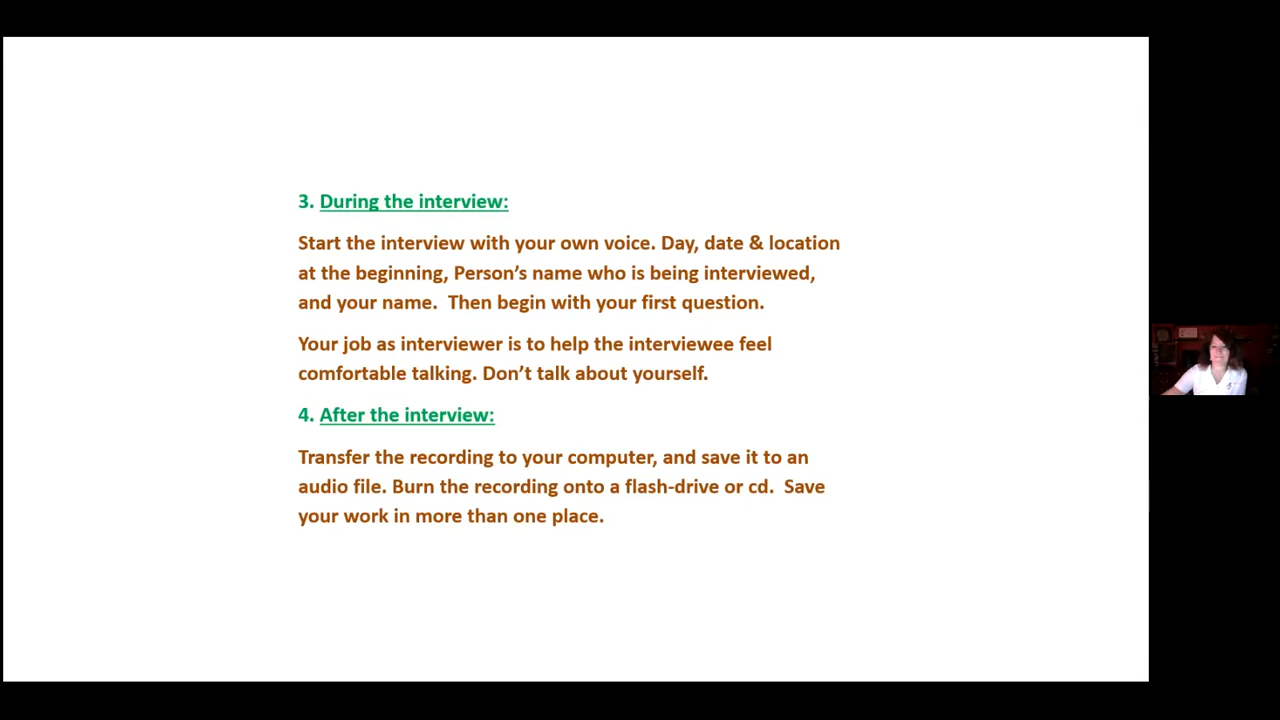 3. During the interview:
Start the interview with your own voice. Day, date & location
at the beginning, Person's name who is being interviewed,
and your name.  Then begin with your first question.
Your job as interviewer is to help the interviewee feel
comfortable talking. Don't talk about yourself.
4. After the interview:
Transfer the recording to your computer, and save it to an
audio file. Burn the recording onto a flash-drive or cd.  Save
your work in more than one place.